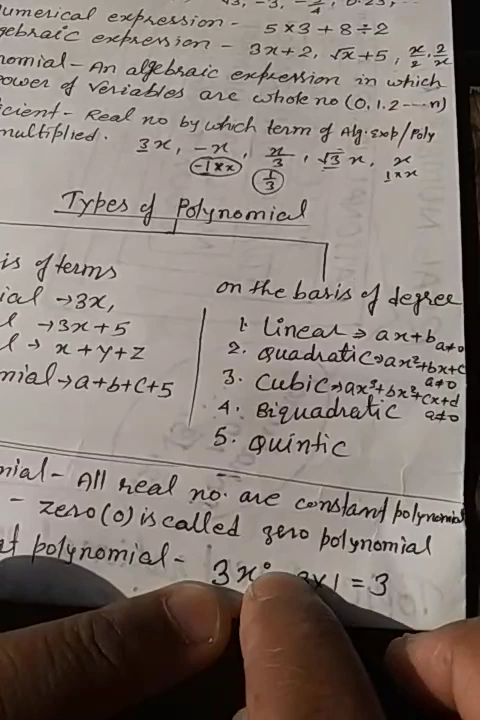 umerical expression - 5 × 3 + 8 ÷ 2
gebraic expression - 3x + 2, √x + 5, x/2, 2/x
nomial - An algebraic expression in which
power of variables are whole no (0, 1, 2 --- n)
icient - Real no by which term of Alg. exp/Poly
multiplied. 3x, -x, x/3, √3 x, x
-1×x 1/3 1×x
Types of Polynomial
is of terms
ial → 3x,
l → 3x + 5
l → x + y + z
mial → a + b + c + 5
on the basis of degree
1. Linear ⇒ ax + b a≠0
2. Quadratic ⇒ ax² + bx + c
a≠0
3. Cubic ⇒ ax³ + bx² + cx + d
4. Biquadratic a≠0
5. Quintic
mial - All real no. are constant polynomial
- zero (0) is called zero polynomial
polynomial - 3x⁰ 3×1 = 3